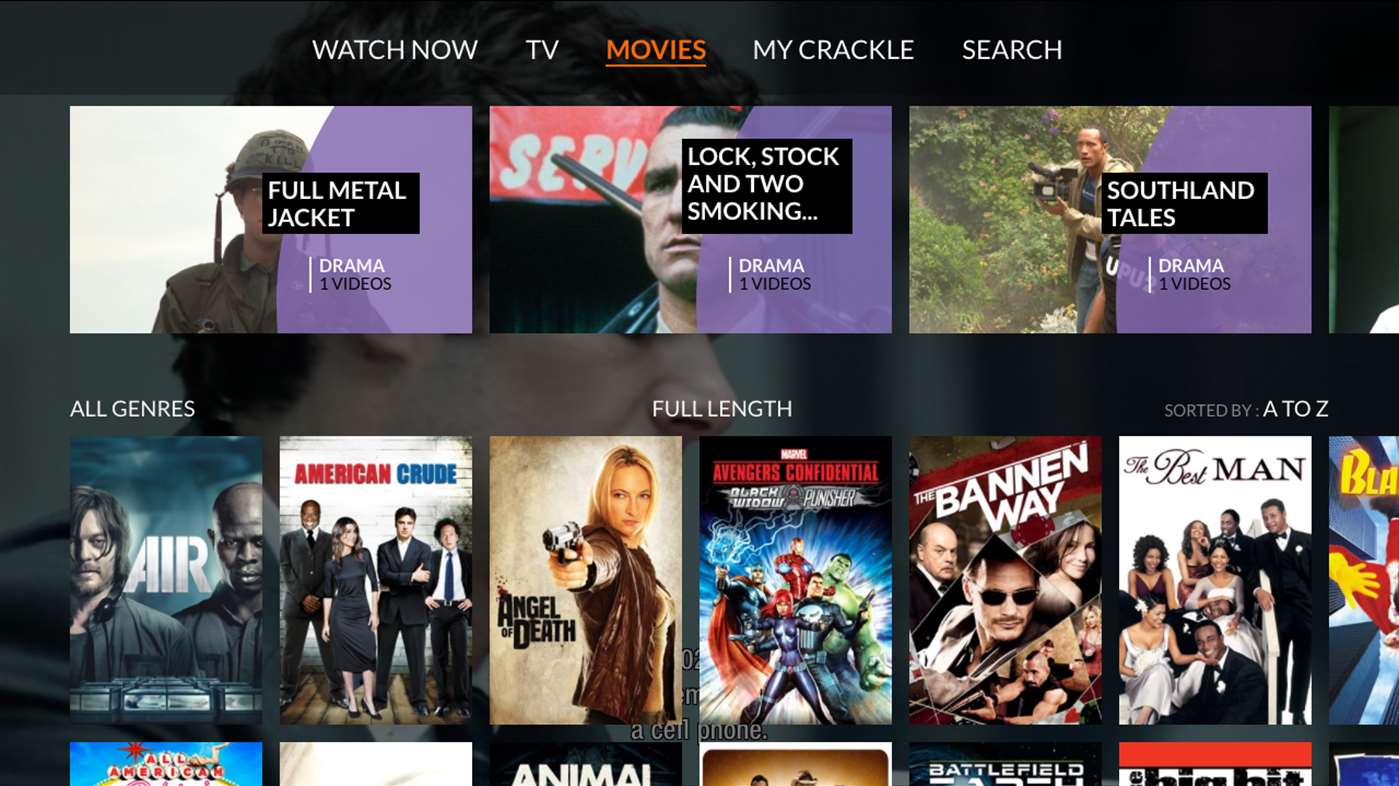 WATCH NOW TV MOVIES MY CRACKLE SEARCH
FULL METAL
JACKET
DRAMA
1 VIDEOS
SERV
LOCK, STOCK
AND TWO
SMOKING...
DRAMA
1 VIDEOS
SOUTHLAND
TALES
DRAMA
1 VIDEOS
ALL GENRES FULL LENGTH SORTED BY : A TO Z
AIR
AMERICAN CRUDE
ANGEL
OF DEATH
MARVEL
AVENGERS CONFIDENTIAL
BLACK WIDOW PUNISHER
THE BANNEN
WAY
The Best MAN
BLA
a cell phone.
ALL
AMERICAN
ANIMAL
BATTLEFIELD
EARTH
the big hit